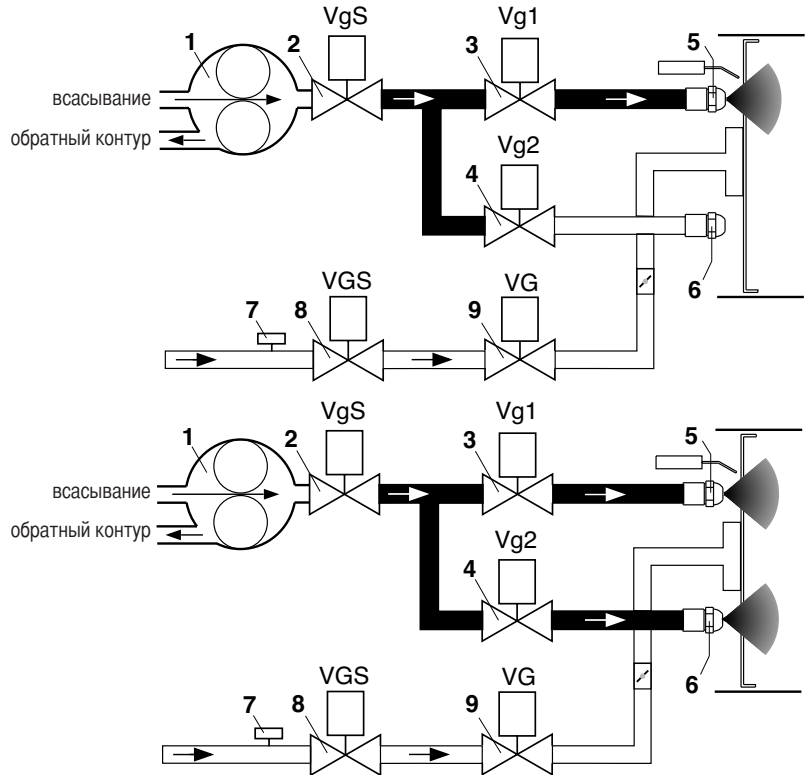 VgS Vg1
1 2 3 5
всасывание
обратный контур
Vg2
4
6
VGS VG
7 8 9
VgS Vg1
1 2 3 5
всасывание
обратный контур
Vg2
4
6
VGS VG
7 8 9